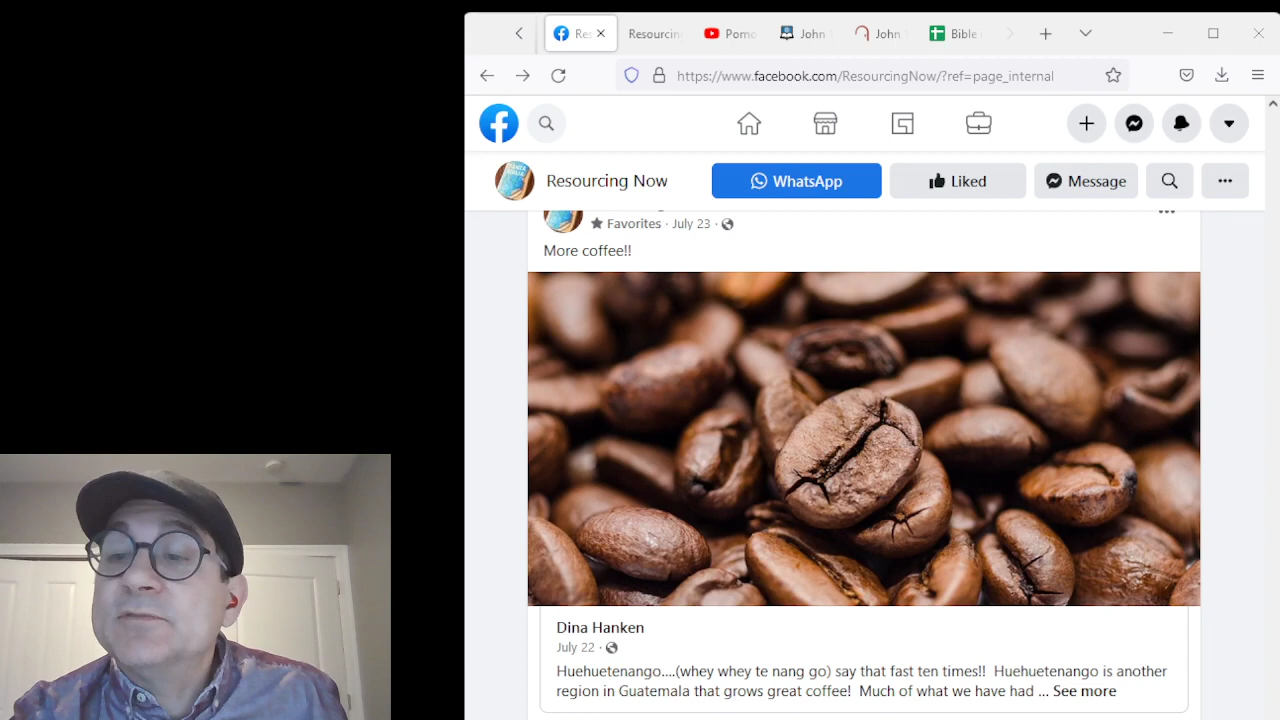 Res
Resourcin
Pomo
John
John
Bible
https://www.facebook.com/ResourcingNow/?ref=page_internal
Resourcing Now
WhatsApp
Liked
Message
Favorites · July 23 ·
More coffee!!
Dina Hanken
July 22 ·
Huehuetenango....(whey whey te nang go) say that fast ten times!! Huehuetenango is another
region in Guatemala that grows great coffee! Much of what we have had ... See more